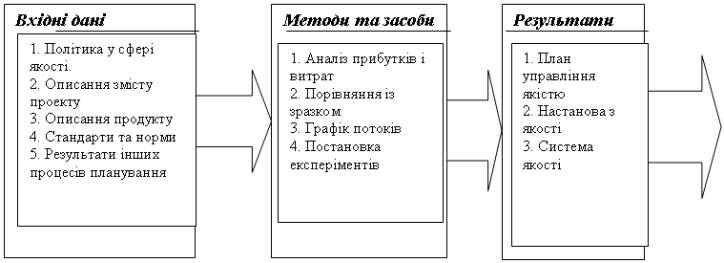 Вхідні дані
1. Політика у сфері
якості.
2. Описання змісту
проекту
3. Описання продукту
4. Стандарти та норми
5. Результати інших
процесів планування
Методи та засоби
1. Аналіз прибутків і
витрат
2. Порівняння із
зразком
3. Графік потоків
4. Постановка
експеріментів
Результати
1. План
управління
якістю
2. Настанова з
якості
3. Система
якості